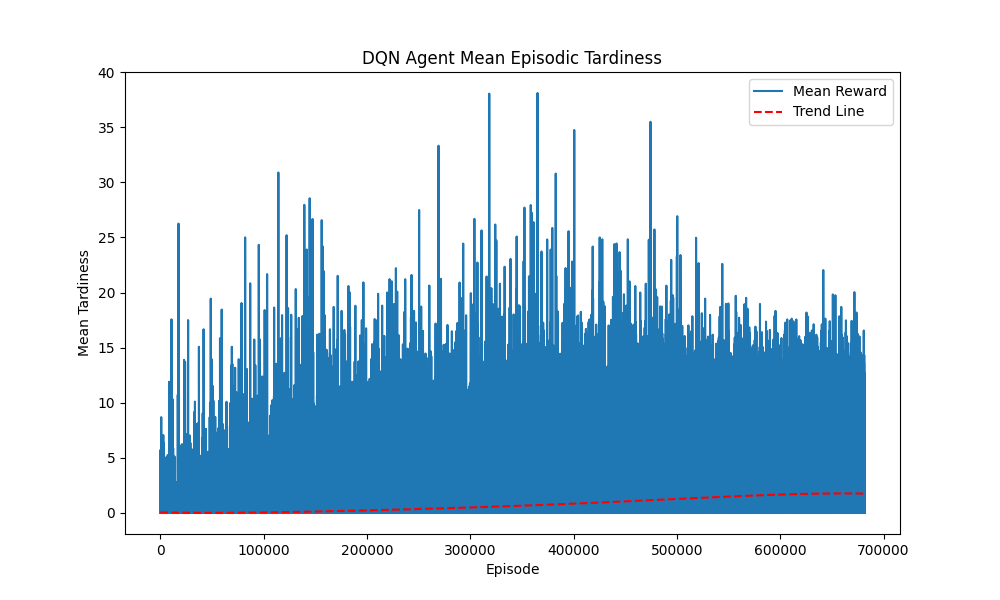 DQN Agent Mean Episodic Tardiness
Mean Reward
Trend Line
Mean Tardiness
40
35
30
25
20
15
10
5
0
0 100000 200000 300000 400000 500000 600000 700000
Episode